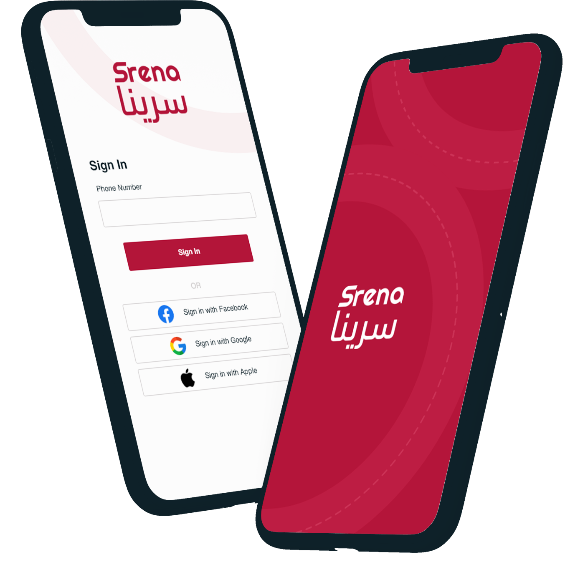 Srena
سرينا
Sign In
Phone Number
Sign In
OR
Sign in with Facebook
Sign in with Google
Sign in with Apple
Srena
سرينا